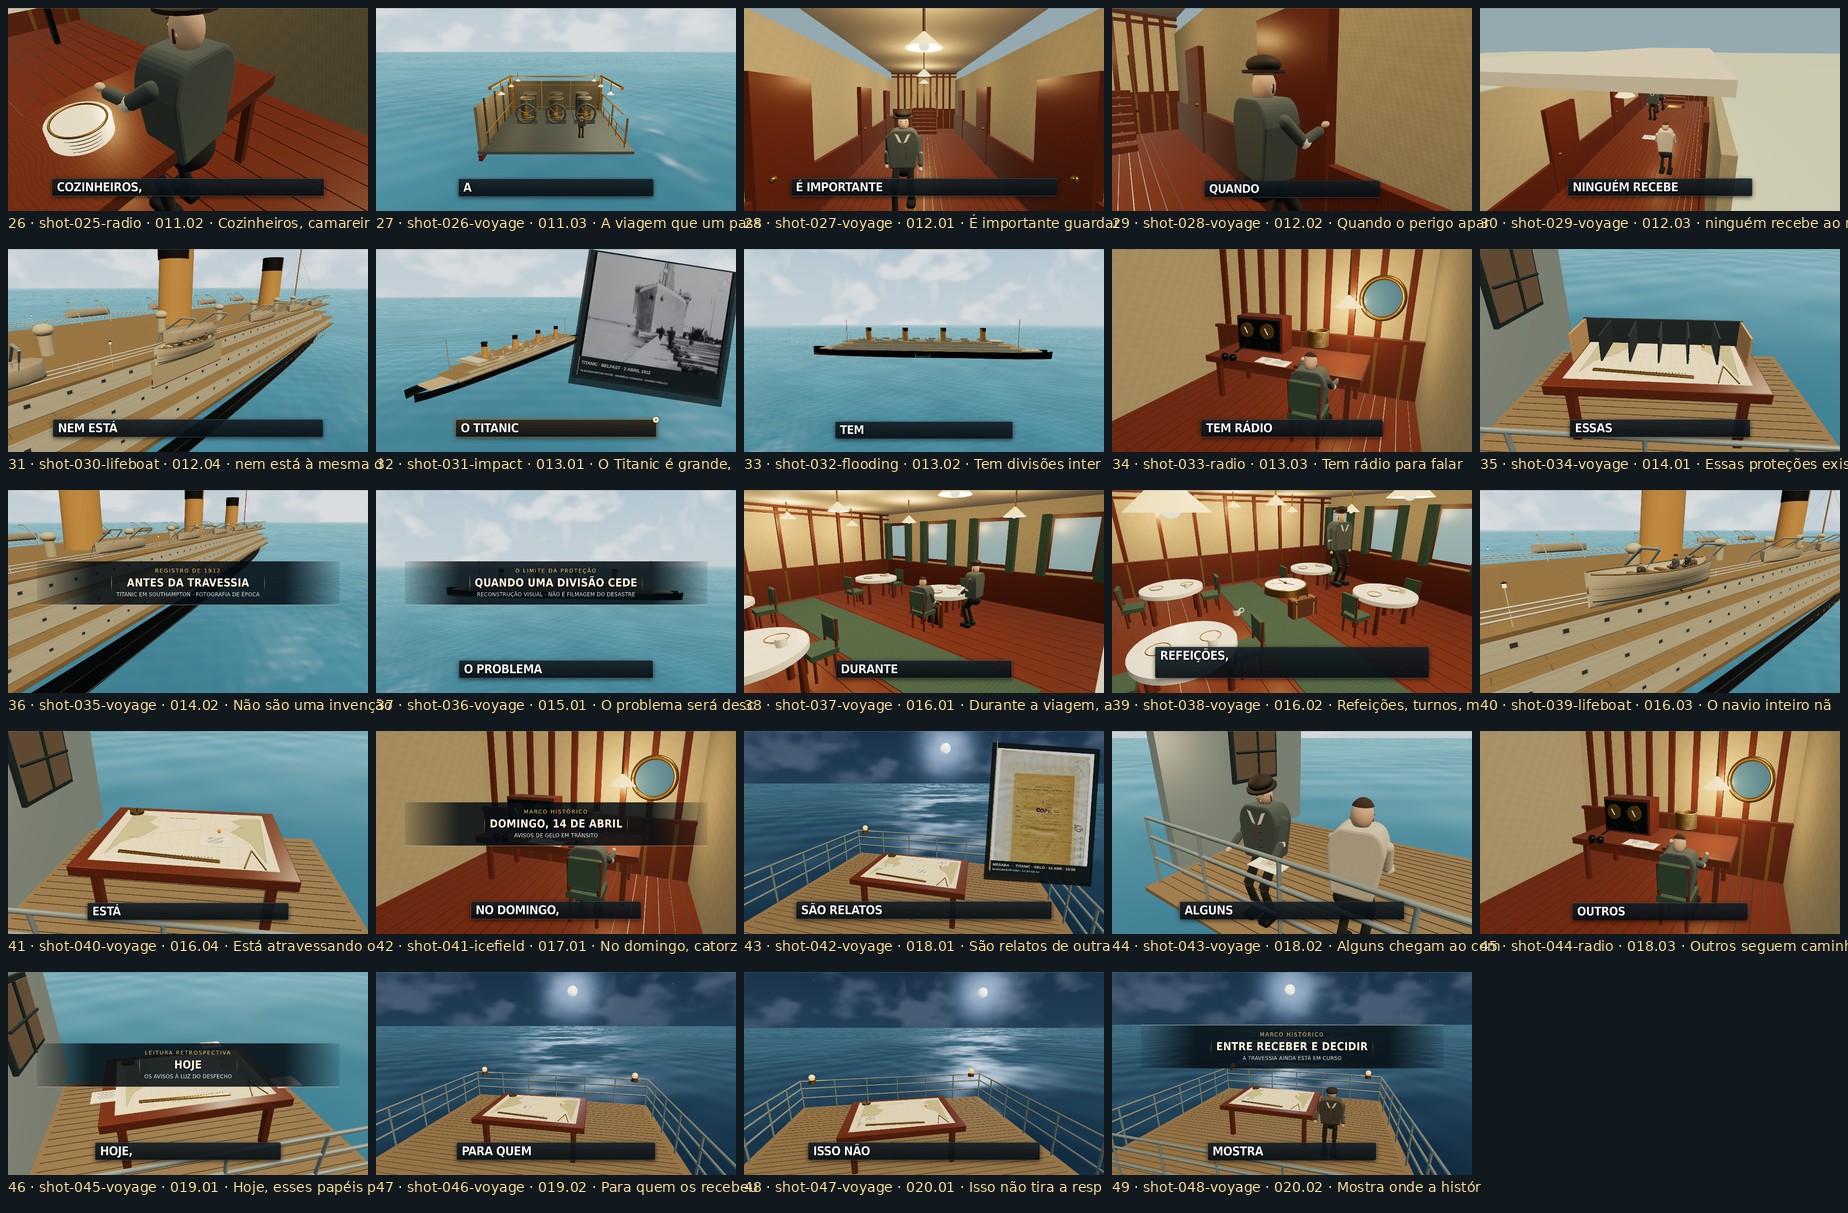 COZINHEIROS,
26 · shot-025-radio · 011.02 · Cozinheiros, camareir
A
27 · shot-026-voyage · 011.03 · A viagem que um pass
É IMPORTANTE
28 · shot-027-voyage · 012.01 · É importante guardar
QUANDO
29 · shot-028-voyage · 012.02 · Quando o perigo apar
NINGUÉM RECEBE
30 · shot-029-voyage · 012.03 · ninguém recebe ao
NEM ESTÁ
31 · shot-030-lifeboat · 012.04 · nem está à mesma d
TITANIC · BELFAST · 2 ABRIL 1912
O TITANIC
32 · shot-031-impact · 013.01 · O Titanic é grande,
TEM
33 · shot-032-flooding · 013.02 · Tem divisões inter
TEM RÁDIO
34 · shot-033-radio · 013.03 · Tem rádio para falar
ESSAS
35 · shot-034-voyage · 014.01 · Essas proteções exis
REGISTRO DE 1912
ANTES DA TRAVESSIA
TITANIC EM SOUTHAMPTON · FOTOGRAFIA DE ÉPOCA
36 · shot-035-voyage · 014.02 · Não são uma invenção
O LIMITE DA PROTEÇÃO
QUANDO UMA DIVISÃO CEDE
RECONSTRUÇÃO VISUAL · NÃO É FILMAGEM DO DESASTRE
O PROBLEMA
37 · shot-036-voyage · 015.01 · O problema será desc
DURANTE
38 · shot-037-voyage · 016.01 · Durante a viagem, a
REFEIÇÕES,
39 · shot-038-voyage · 016.02 · Refeições, turnos, m
40 · shot-039-lifeboat · 016.03 · O navio inteiro nã
ESTÁ
41 · shot-040-voyage · 016.04 · Está atravessando o
MARCO HISTÓRICO
DOMINGO, 14 DE ABRIL
AVISOS DE GELO EM TRÂNSITO
NO DOMINGO,
42 · shot-041-icefield · 017.01 · No domingo, catorz
SÃO RELATOS
43 · shot-042-voyage · 018.01 · São relatos de outra
ALGUNS
44 · shot-043-voyage · 018.02 · Alguns chegam ao com
OUTROS
45 · shot-044-radio · 018.03 · Outros seguem caminh
LEITURA RETROSPECTIVA
HOJE
OS AVISOS À LUZ DO DESFECHO
HOJE,
46 · shot-045-voyage · 019.01 · Hoje, esses papéis p
PARA QUEM
47 · shot-046-voyage · 019.02 · Para quem os recebeu
ISSO NÃO
48 · shot-047-voyage · 020.01 · Isso não tira a resp
MARCO HISTÓRICO
ENTRE RECEBER E DECIDIR
A TRAVESSIA AINDA ESTÁ EM CURSO
MOSTRA
49 · shot-048-voyage · 020.02 · Mostra onde a histór